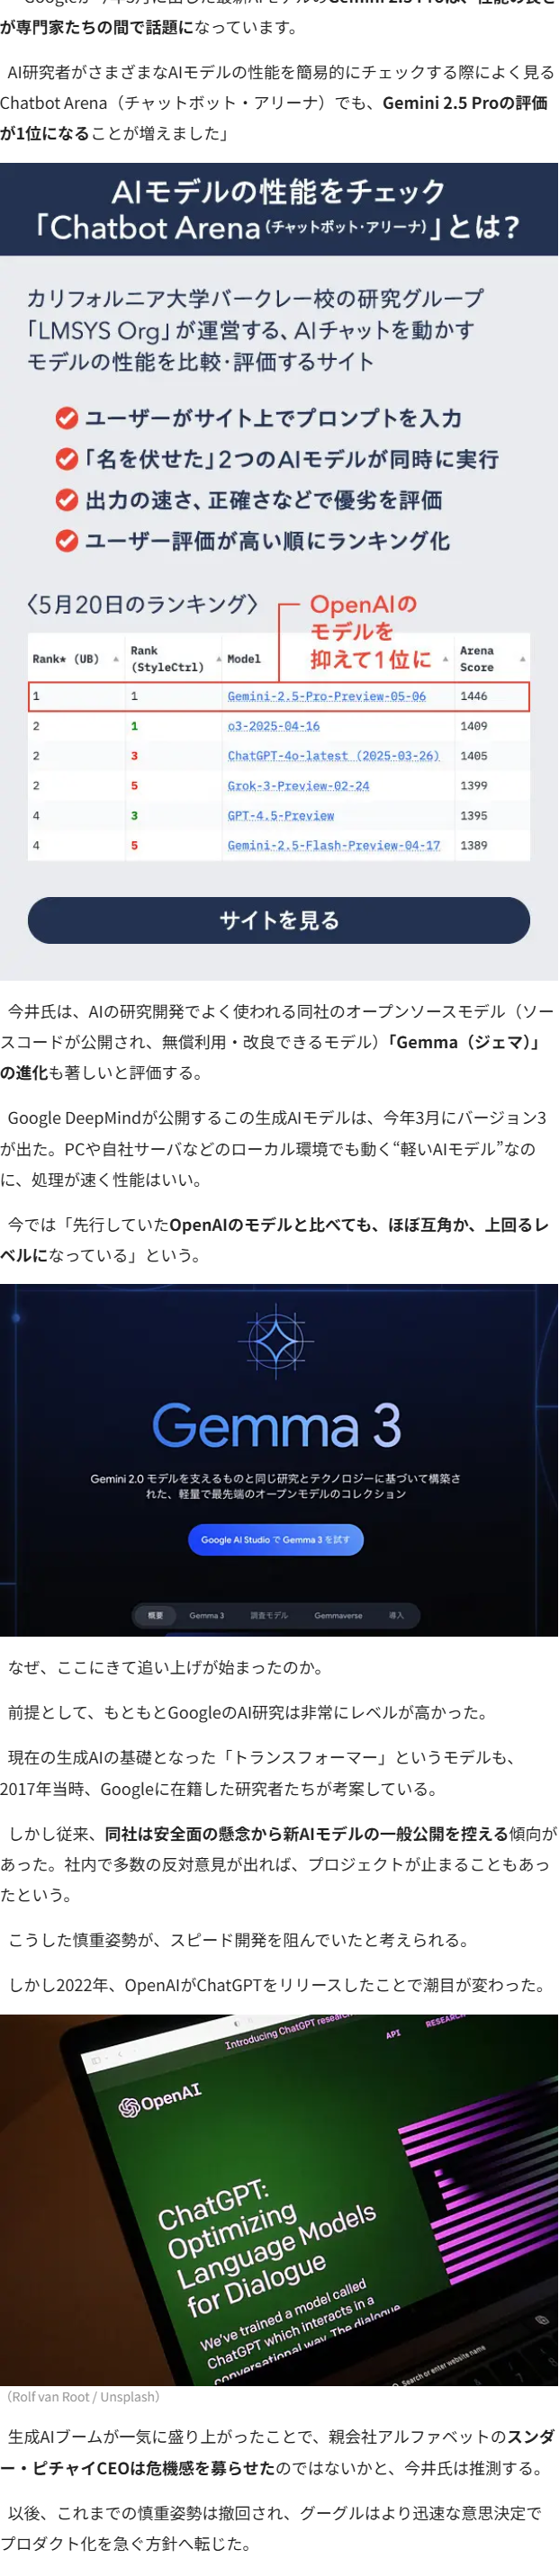 が専門家たちの間で話題になっています。
AI研究者がさまざまなAIモデルの性能を簡易的にチェックする際によく見る
Chatbot Arena（チャットボット・アリーナ）でも、Gemini 2.5 Proの評価
が1位になることが増えました」
AIモデルの性能をチェック
「Chatbot Arena（チャットボット・アリーナ）」とは？
カリフォルニア大学バークレー校の研究グループ
「LMSYS Org」が運営する、AIチャットを動かす
モデルの性能を比較・評価するサイト
ユーザーがサイト上でプロンプトを入力
「名を伏せた」2つのAIモデルが同時に実行
出力の速さ、正確さなどで優劣を評価
ユーザー評価が高い順にランキング化
〈5月20日のランキング〉
OpenAIの
モデルを
抑えて1位に
Rank* (UB) Rank (StyleCtrl) Model Arena Score
1 1 Gemini-2.5-Pro-Preview-05-06 1446
2 1 o3-2025-04-16 1409
2 3 ChatGPT-4o-latest (2025-03-26) 1405
2 5 Grok-3-Preview-02-24 1399
4 3 GPT-4.5-Preview 1395
4 5 Gemini-2.5-Flash-Preview-04-17 1389
サイトを見る
今井氏は、AIの研究開発でよく使われる同社のオープンソースモデル（ソー
スコードが公開され、無償利用・改良できるモデル）「Gemma（ジェマ）」
の進化も著しいと評価する。
Google DeepMindが公開するこの生成AIモデルは、今年3月にバージョン3
が出た。PCや自社サーバなどのローカル環境でも動く“軽いAIモデル”なの
に、処理が速く性能はいい。
今では「先行していたOpenAIのモデルと比べても、ほぼ互角か、上回るレ
ベルになっている」という。
Gemma 3
Gemini 2.0 モデルを支えるものと同じ研究とテクノロジーに基づいて構築さ
れた、軽量で最先端のオープンモデルのコレクション
Google AI Studio で Gemma 3 を試す
概要 Gemma 3 調査モデル Gemmaverse 導入
なぜ、ここにきて追い上げが始まったのか。
前提として、もともとGoogleのAI研究は非常にレベルが高かった。
現在の生成AIの基礎となった「トランスフォーマー」というモデルも、
2017年当時、Googleに在籍した研究者たちが考案している。
しかし従来、同社は安全面の懸念から新AIモデルの一般公開を控える傾向が
あった。社内で多数の反対意見が出れば、プロジェクトが止まることもあっ
たという。
こうした慎重姿勢が、スピード開発を阻んでいたと考えられる。
しかし2022年、OpenAIがChatGPTをリリースしたことで潮目が変わった。
Introducing ChatGPT research
API
RESEARCH
OpenAI
ChatGPT:
Optimizing
Language Models
for Dialogue
We've trained a model called
ChatGPT which interacts in a
conversational way. The dialogue
Search or enter website name
（Rolf van Root / Unsplash）
生成AIブームが一気に盛り上がったことで、親会社アルファベットのスンダ
ー・ピチャイCEOは危機感を募らせたのではないかと、今井氏は推測する。
以後、これまでの慎重姿勢は撤回され、グーグルはより迅速な意思決定で
プロダクト化を急ぐ方針へ転じた。